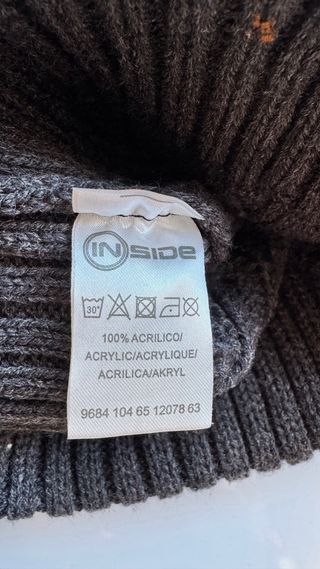 INSIDE
30°
100% ACRILICO/
ACRYLIC/ACRYLIQUE/
ACRILICA/AKRYL
9684 104 65 12078 63